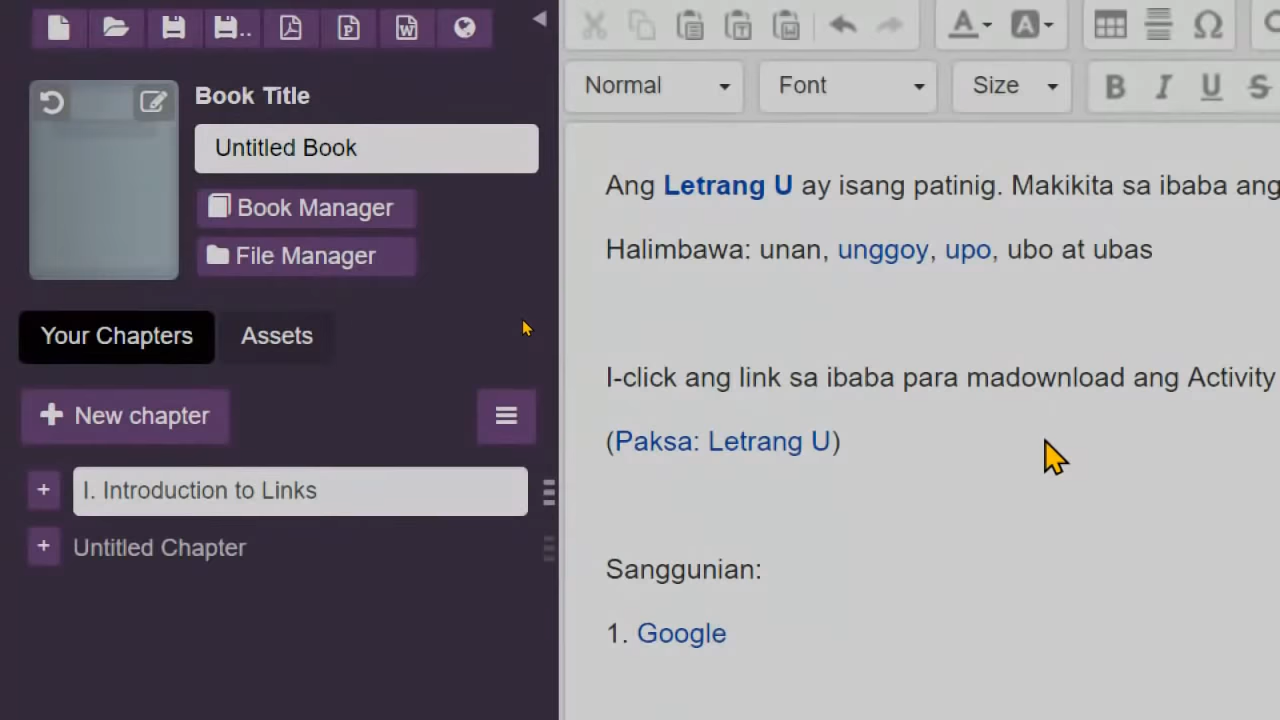 Book Title
Untitled Book
Book Manager
File Manager
Your Chapters
Assets
New chapter
I. Introduction to Links
Untitled Chapter
Normal
Font
Size
B I U S
Ang Letrang U ay isang patinig. Makikita sa ibaba ang
Halimbawa: unan, unggoy, upo, ubo at ubas
I-click ang link sa ibaba para madownload ang Activity
(Paksa: Letrang U)
Sanggunian:
1. Google